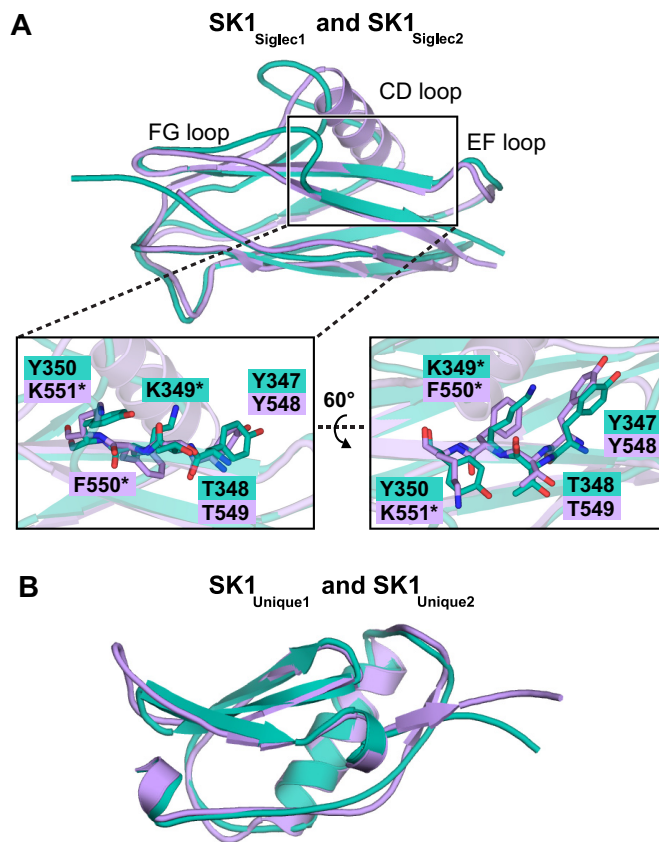 A
SK1Siglec1 and SK1Siglec2
CD loop
FG loop
EF loop
Y350
K551*
K349*
Y347
Y548
F550*
T348
T549
60°
K349*
F550*
Y347
Y548
Y350
K551*
T348
T549
B
SK1Unique1 and SK1Unique2